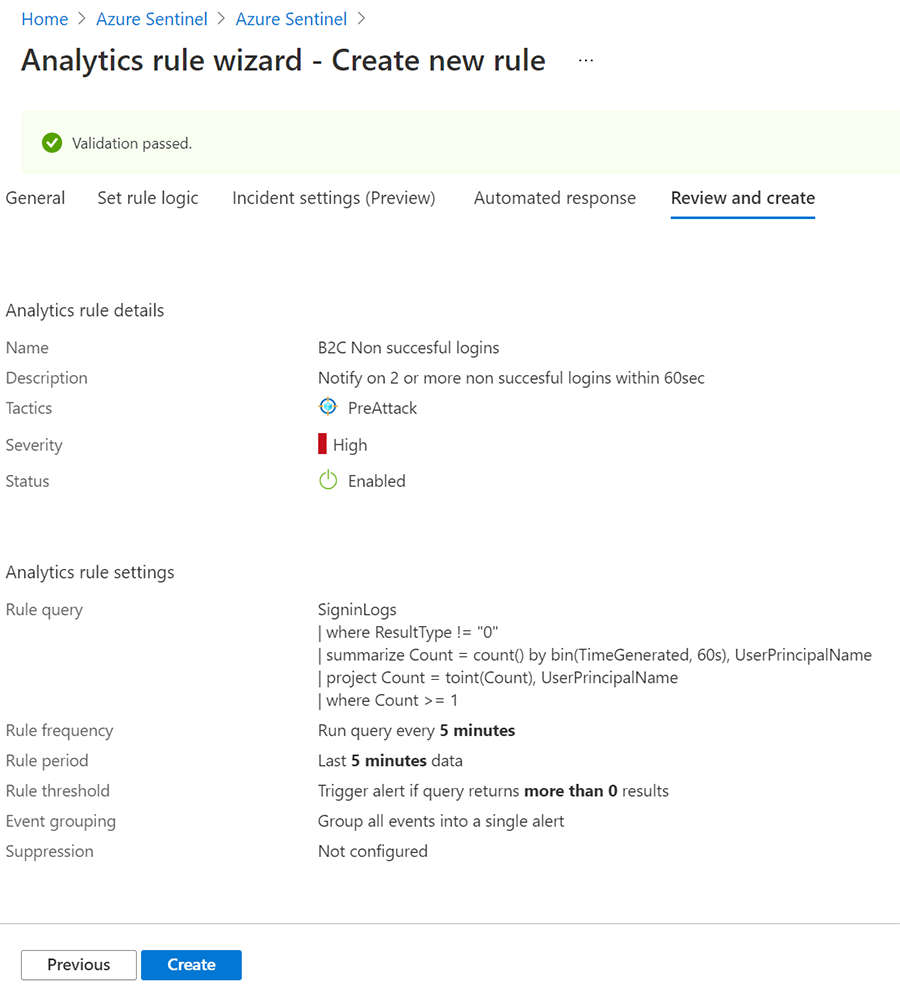 Home > Azure Sentinel > Azure Sentinel >
Analytics rule wizard - Create new rule ...
Validation passed.
General Set rule logic Incident settings (Preview) Automated response Review and create
Analytics rule details
Name B2C Non succesful logins
Description Notify on 2 or more non succesful logins within 60sec
Tactics PreAttack
Severity High
Status Enabled
Analytics rule settings
Rule query SigninLogs
| where ResultType != "0"
| summarize Count = count() by bin(TimeGenerated, 60s), UserPrincipalName
| project Count = toint(Count), UserPrincipalName
| where Count >= 1
Rule frequency Run query every 5 minutes
Rule period Last 5 minutes data
Rule threshold Trigger alert if query returns more than 0 results
Event grouping Group all events into a single alert
Suppression Not configured
Previous Create